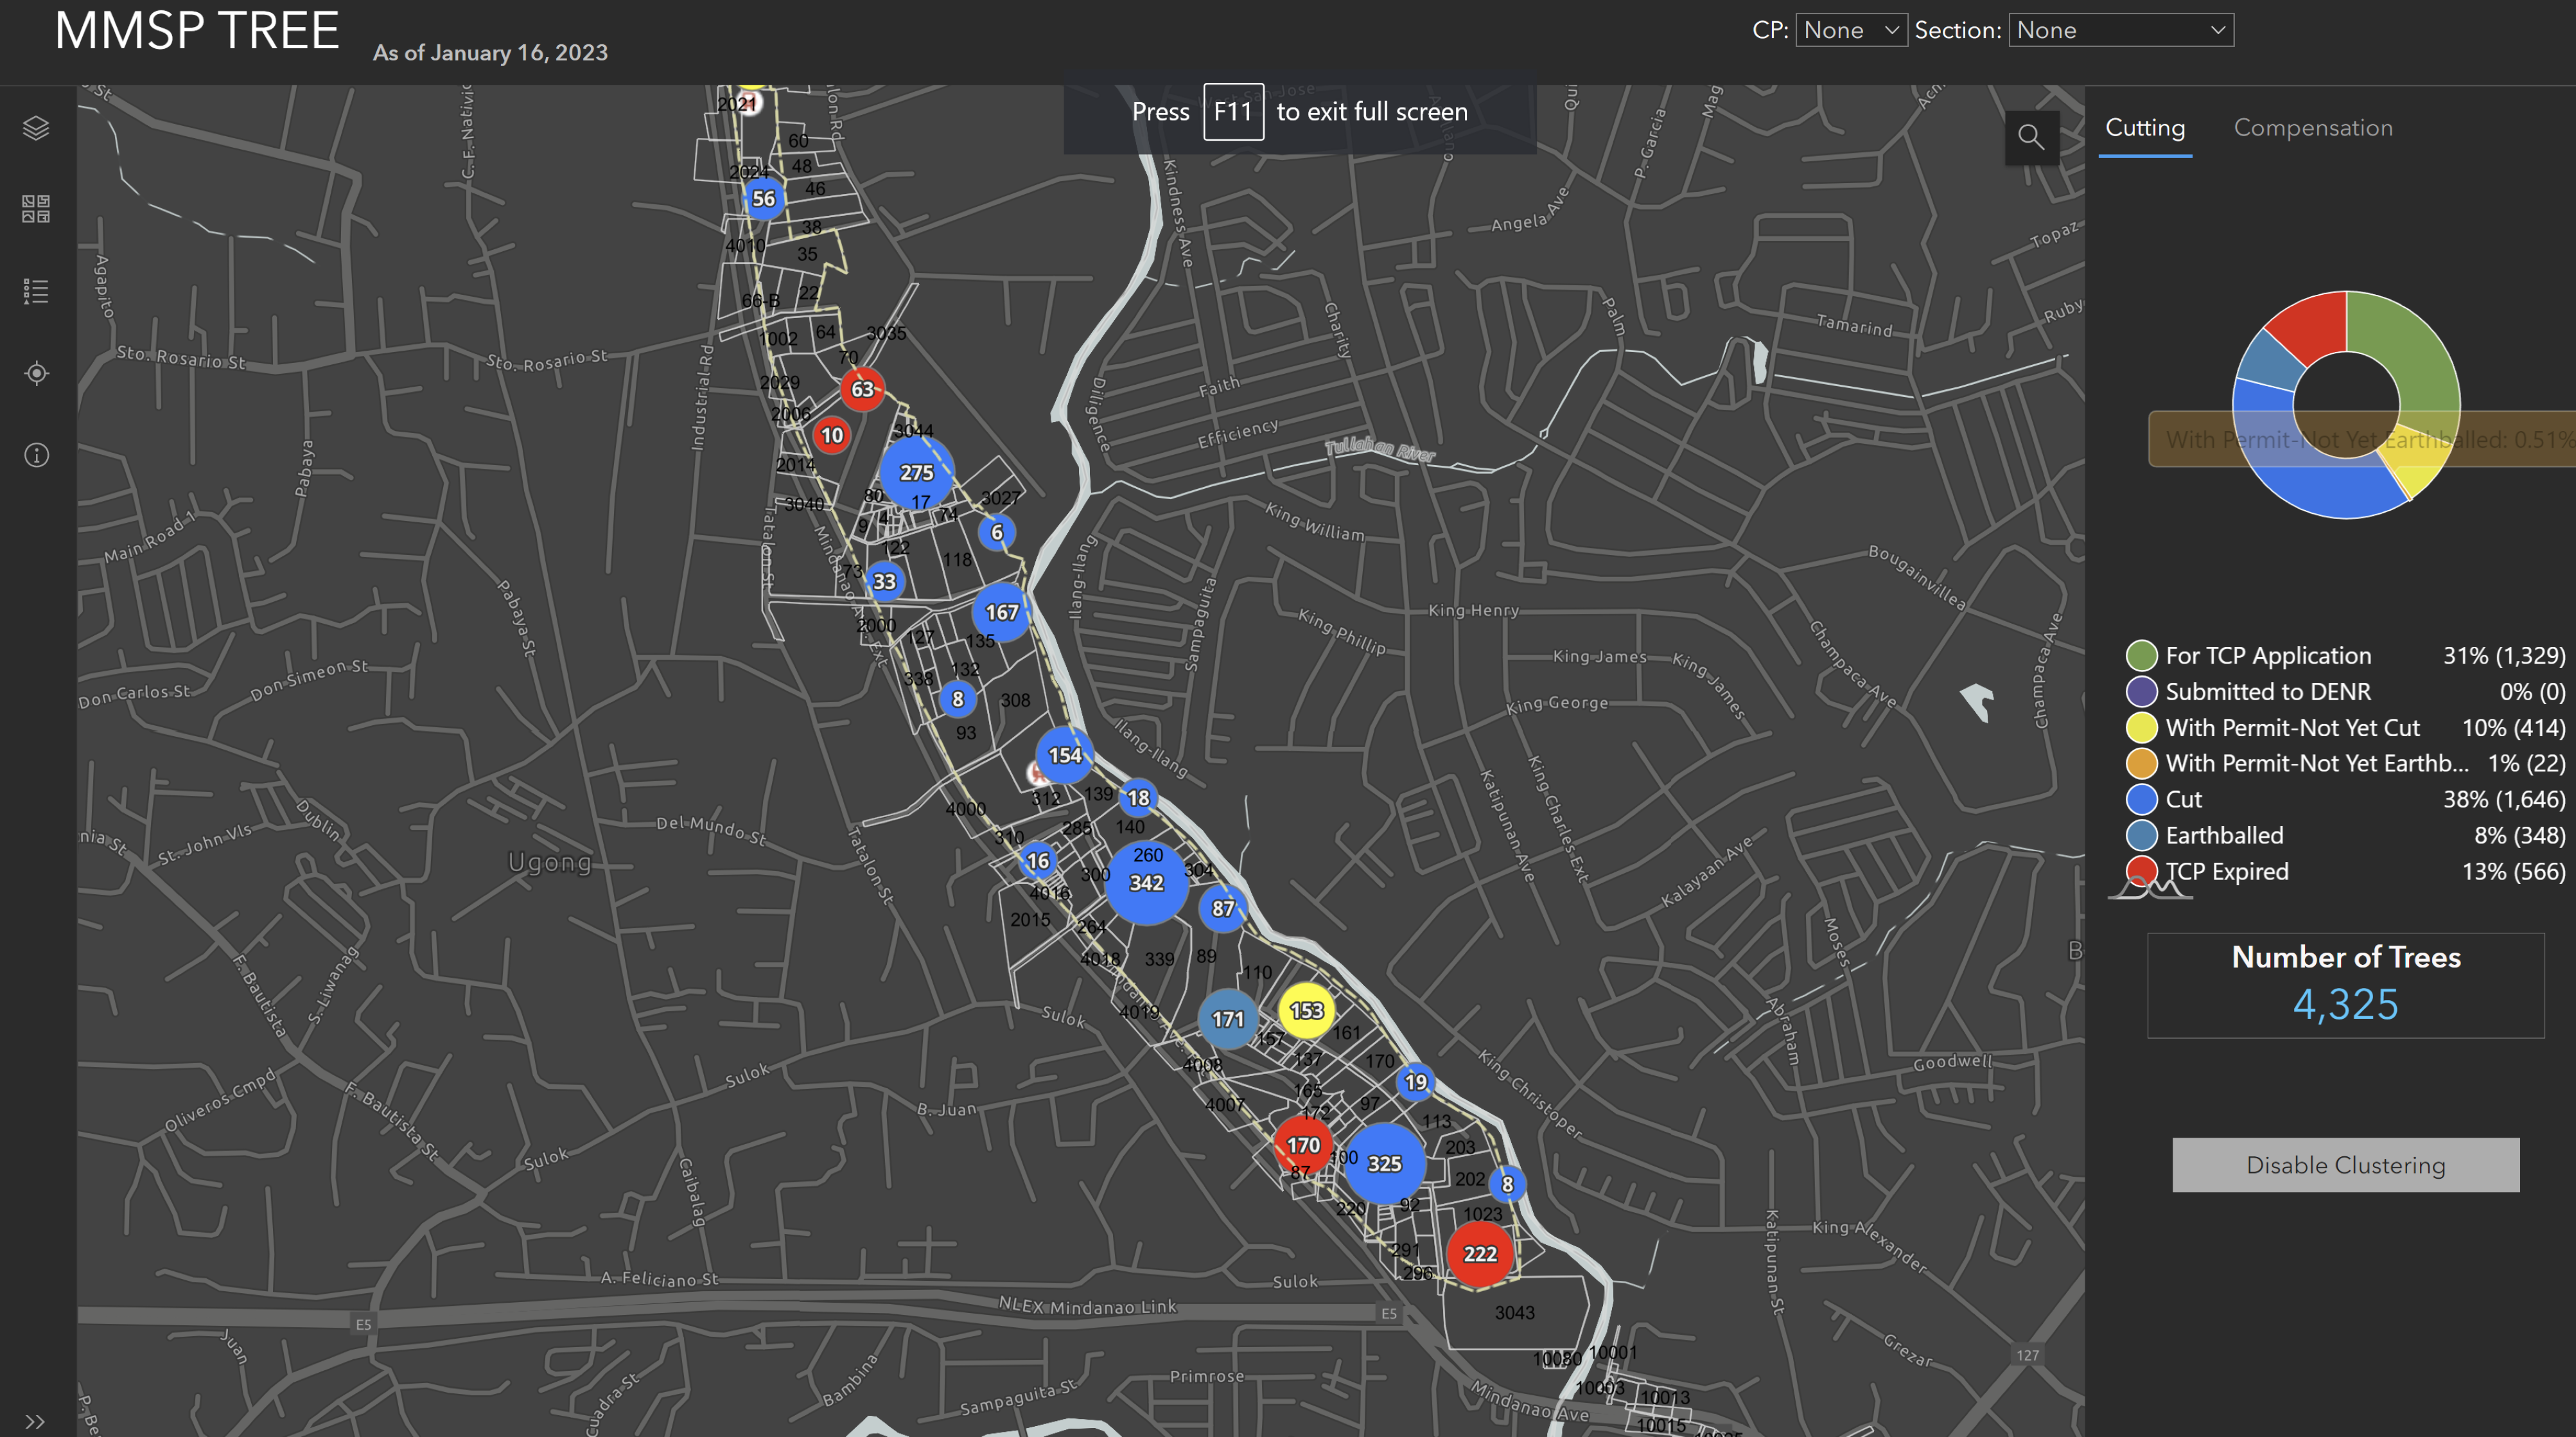 MMSP TREE
As of January 16, 2023
CP: None
Section: None
Press F11 to exit full screen
Cutting
Compensation
With Permit-Not Yet Earthballed: 0.51%
For TCP Application 31% (1,329)
Submitted to DENR 0% (0)
With Permit-Not Yet Cut 10% (414)
With Permit-Not Yet Earthb... 1% (22)
Cut 38% (1,646)
Earthballed 8% (348)
TCP Expired 13% (566)
Number of Trees
4,325
Disable Clustering
2021
60
48
2024
46
56
38
4010
35
22
66-B
1002
64
3035
70
2029
63
2006
10
3044
2014
275
80
17
3027
3040
9
4
74
6
122
118
73
33
167
2000
127
135
132
338
8
308
93
154
312
139
18
4000
310
285
140
16
260
300
342
304
4016
87
2015
264
4018
339
89
110
171
153
4019
157
161
137
170
4008
165
19
4007
172
97
113
170
100
325
203
87
202
8
220
92
1023
291
222
296
3043
10080
10001
10003
10013
10015
C.F. Nativi
Agapito
Sto. Rosario St
Sto. Rosario St
Industrial Rd
Pabaya
Main Road 1
Pabaya St
Tatalon St
Don Carlos St
Don Simeon St
St. John Vls
Dublin
Ugong
Del Mundo St
Tatalon St
F. Bautista
S. Liwanag
Oliveros Cmpd
F. Bautista St
Sulok
Sulok
Sulok
B. Juan
Caibalag
A. Feliciano St
Sulok
NLEX Mindanao Link
E5
E5
Juan
Cuadra St
Bambina
Sampaguita St
Primrose
Mindanao Ave
P. Be
Kindness Ave
Angela Ave
P. Garcia
Mag
Topaz
Ruby
Charity
Palm
Tamarind
Faith
Efficiency
Diligence
Tullahan River
King William
Ilang-Ilang
Sampaguita
King Phillip
King Henry
King James
King James
King George
Bougainvillea
Champaca Ave
Champaca Ave
Ilang-Ilang
Katipunan Ave
King Charles Ext
Kalayaan Ave
Moses
Abraham
Goodwell
King Christoper
King Alexander
Katipunan St
Grezar
127
B